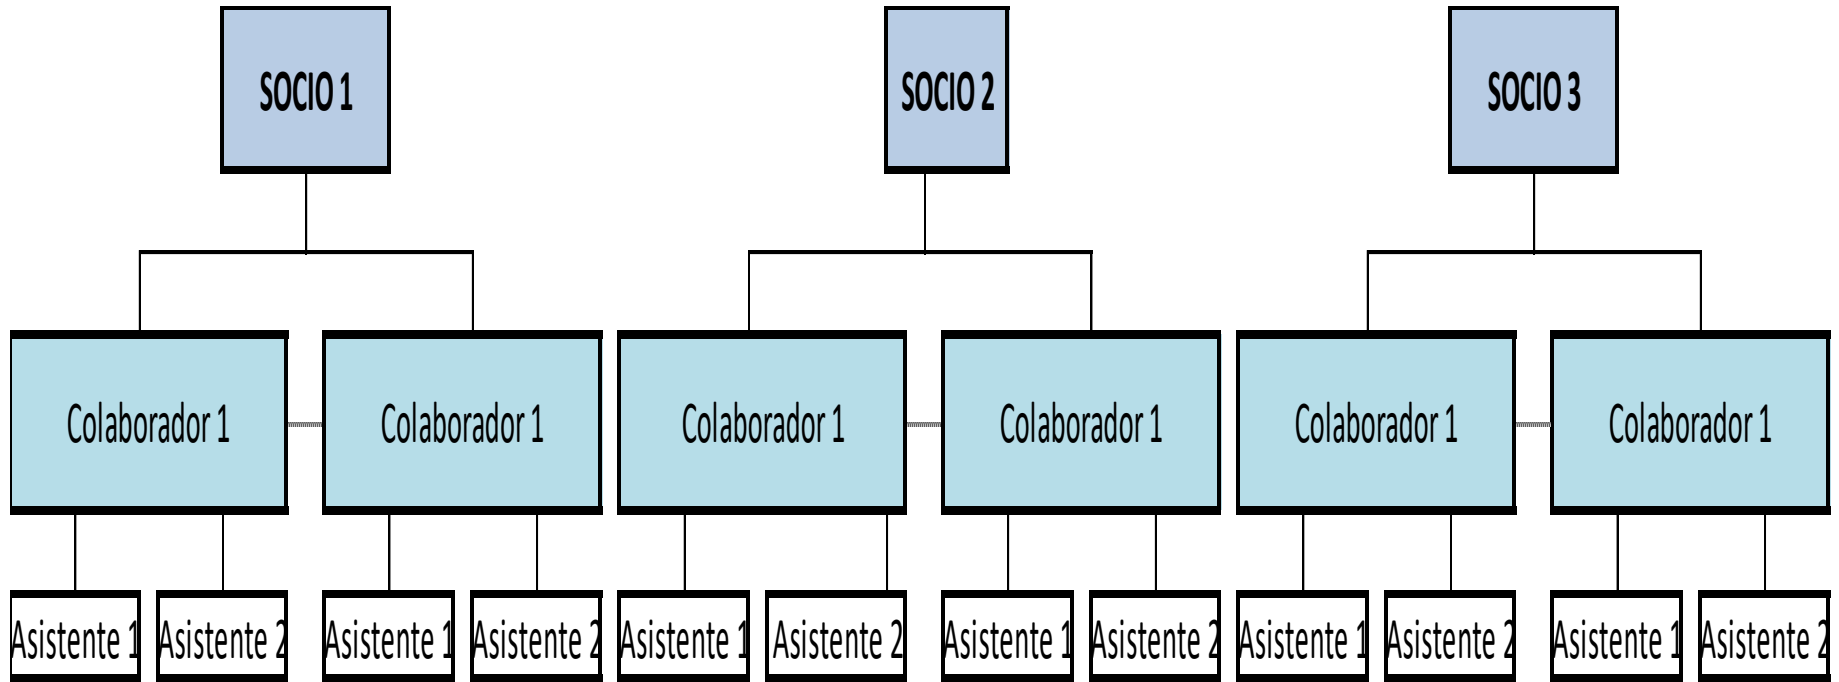 SOCIO 1
SOCIO 2
SOCIO 3
Colaborador 1
Colaborador 1
Colaborador 1
Colaborador 1
Colaborador 1
Colaborador 1
Asistente 1
Asistente 2
Asistente 1
Asistente 2
Asistente 1
Asistente 2
Asistente 1
Asistente 2
Asistente 1
Asistente 2
Asistente 1
Asistente 2